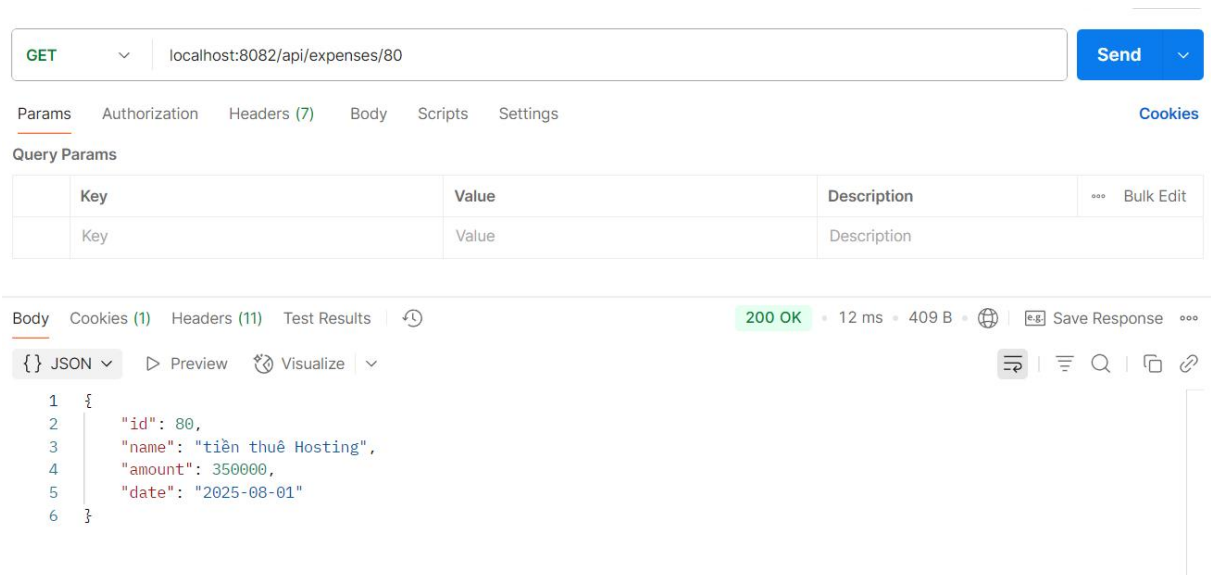 GET localhost:8082/api/expenses/80 Send
Params Authorization Headers (7) Body Scripts Settings Cookies
Query Params
Key Value Description Bulk Edit
Key Value Description
Body Cookies (1) Headers (11) Test Results 200 OK 12 ms 409 B e.g. Save Response
{} JSON Preview Visualize
1 {
2 "id": 80,
3 "name": "tiền thuê Hosting",
4 "amount": 350000,
5 "date": "2025-08-01"
6 }